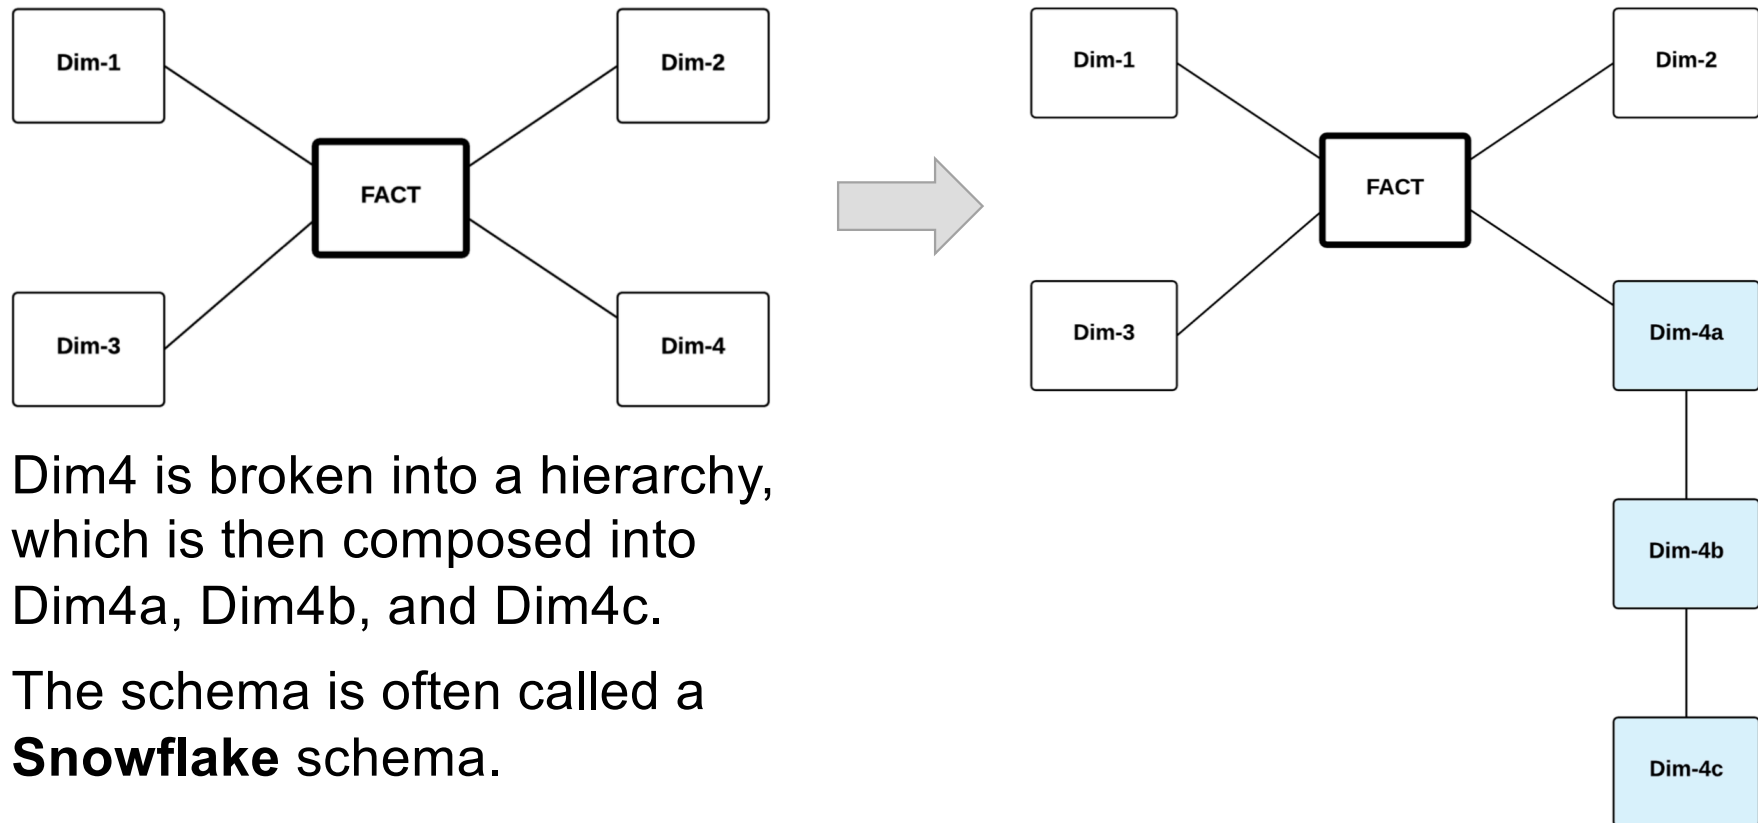 Dim-1
Dim-2
FACT
Dim-3
Dim-4
Dim-1
Dim-2
FACT
Dim-3
Dim-4a
Dim-4b
Dim-4c
Dim4 is broken into a hierarchy,
which is then composed into
Dim4a, Dim4b, and Dim4c.
The schema is often called a
Snowflake schema.